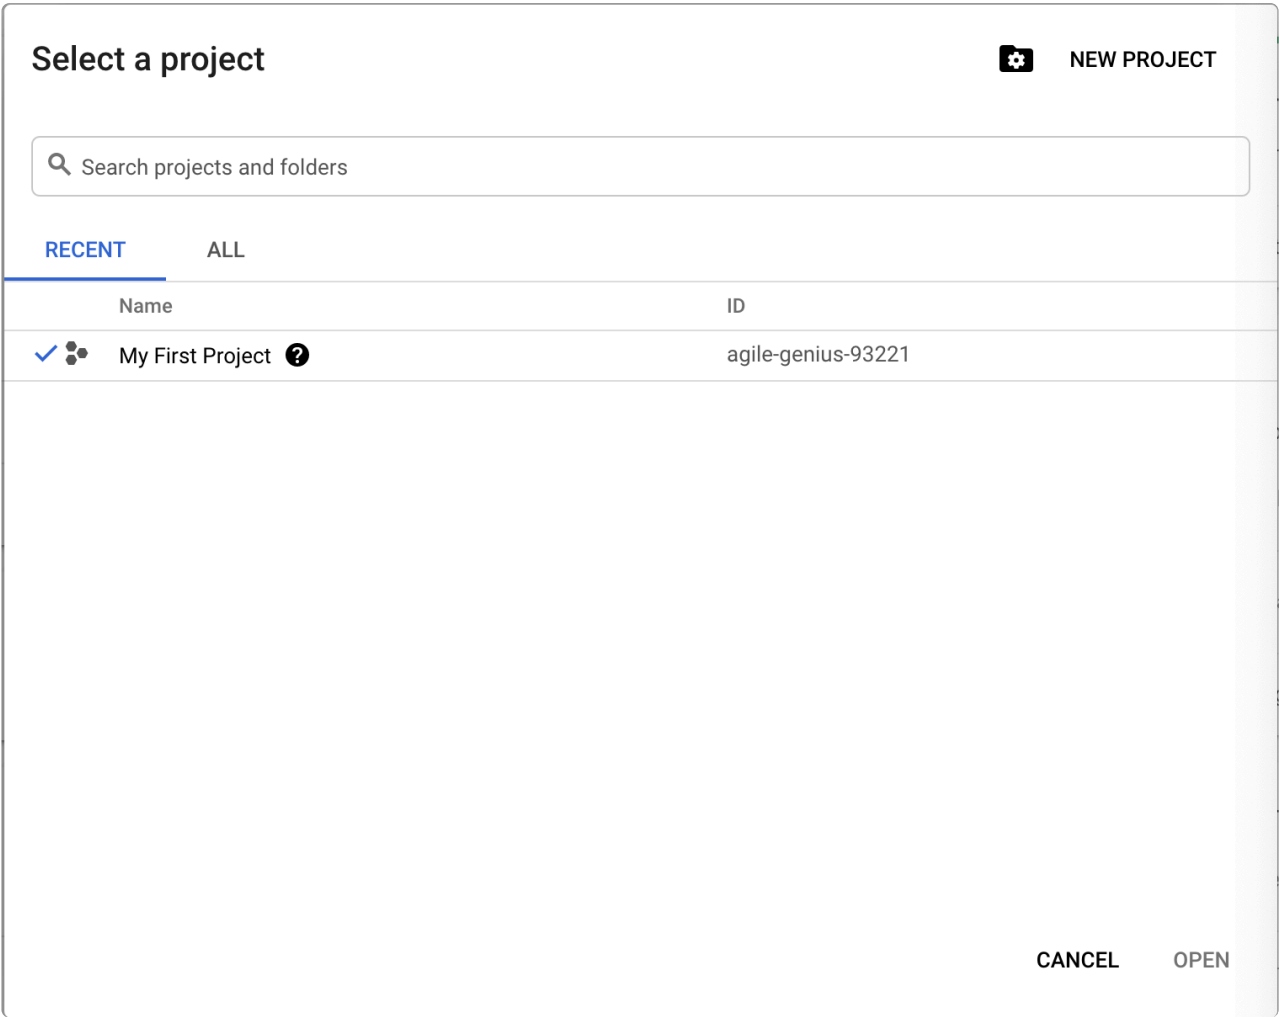 Select a project
NEW PROJECT
Search projects and folders
RECENT
ALL
Name
ID
My First Project
agile-genius-93221
CANCEL
OPEN